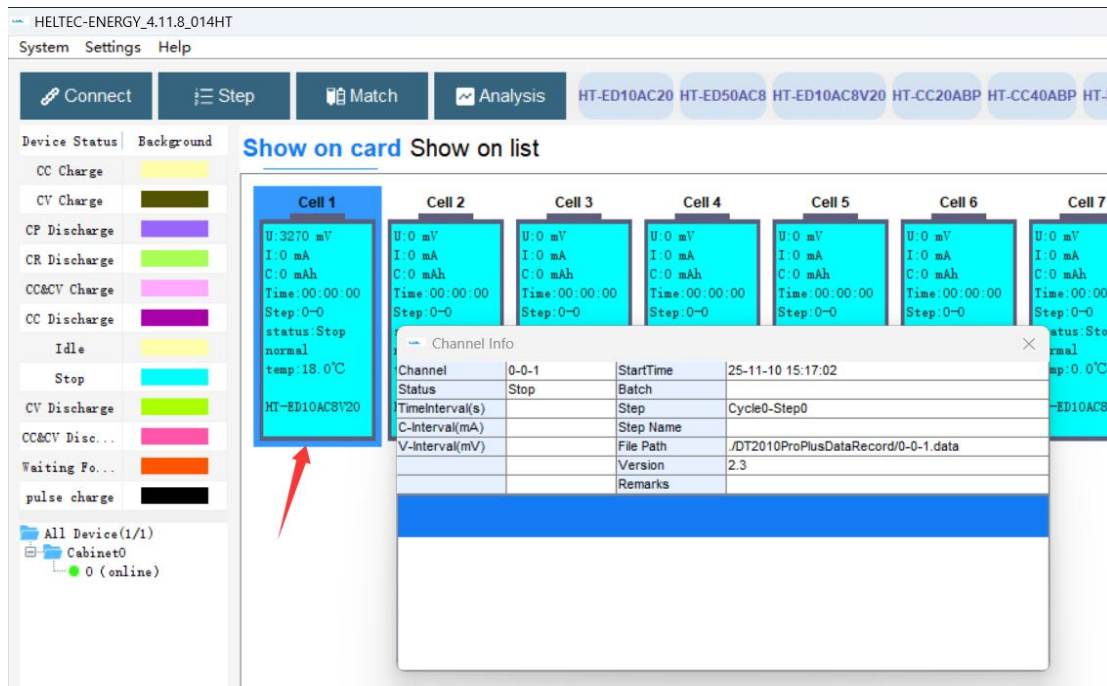 HELTEC-ENERGY_4.11.8_014HT
System Settings Help
Connect Step Match Analysis HT-ED10AC20 HT-ED50AC8 HT-ED10AC8V20 HT-CC20ABP HT-CC40ABP HT-
Device Status Background
Show on card Show on list
CC Charge
CV Charge
CP Discharge
CR Discharge
CC&CV Charge
CC Discharge
Idle
Stop
CV Discharge
CC&CV Disc...
Waiting Fo...
pulse charge
All Device(1/1)
Cabinet0
0 (online)
Cell 1
U:3270 mV
I:0 mA
C:0 mAh
Time:00:00:00
Step:0-0
status:Stop
normal
temp:18.0℃
HT-ED10AC8V20
Cell 2
U:0 mV
I:0 mA
C:0 mAh
Time:00:00:00
Step:0-0
Cell 3
U:0 mV
I:0 mA
C:0 mAh
Time:00:00:00
Step:0-0
Cell 4
U:0 mV
I:0 mA
C:0 mAh
Time:00:00:00
Step:0-0
Cell 5
U:0 mV
I:0 mA
C:0 mAh
Time:00:00:00
Step:0-0
Cell 6
U:0 mV
I:0 mA
C:0 mAh
Time:00:00:00
Step:0-0
Cell 7
U:0 mV
I:0 mA
C:0 mAh
Time:00:00
Step:0-0
Channel Info
Channel 0-0-1 StartTime 25-11-10 15:17:02
Status Stop Batch
TimeInterval(s) Step Cycle0-Step0
C-Interval(mA) Step Name
V-Interval(mV) File Path ./DT2010ProPlusDataRecord/0-0-1.data
Version 2.3
Remarks